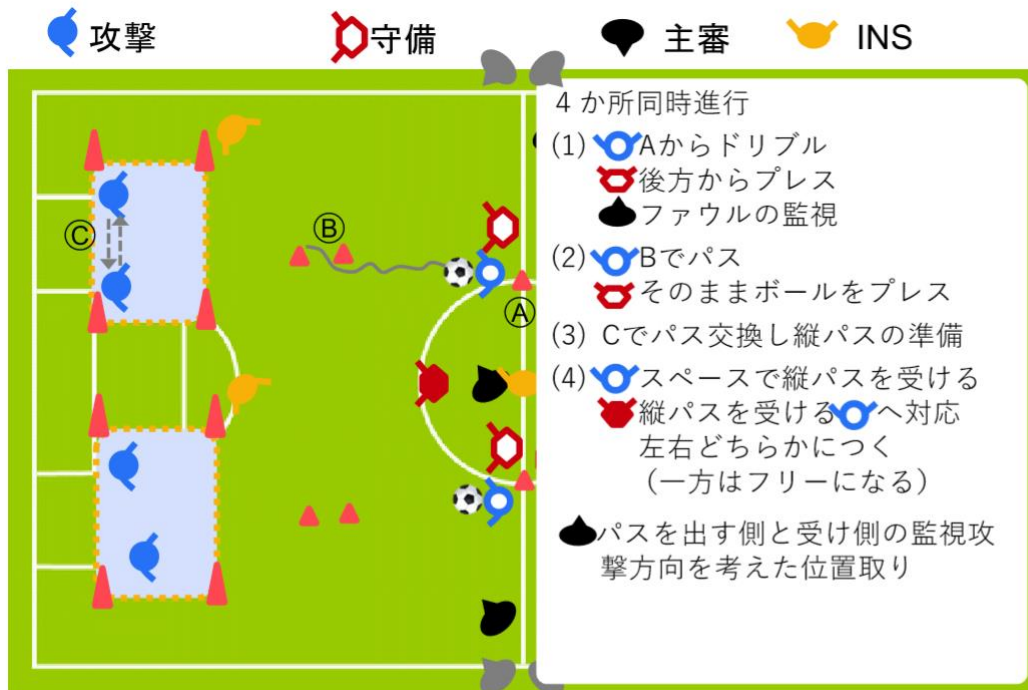 攻撃 守備 主審 INS
4か所同時進行
(1) Aからドリブル
後方からプレス
ファウルの監視
(2) Bでパス
そのままボールをプレス
(3) Cでパス交換し縦パスの準備
(4) スペースで縦パスを受ける
縦パスを受ける へ対応
左右どちらかにつく
（一方はフリーになる）
パスを出す側と受け側の監視攻
撃方向を考えた位置取り
Ⓒ
Ⓑ
Ⓐ